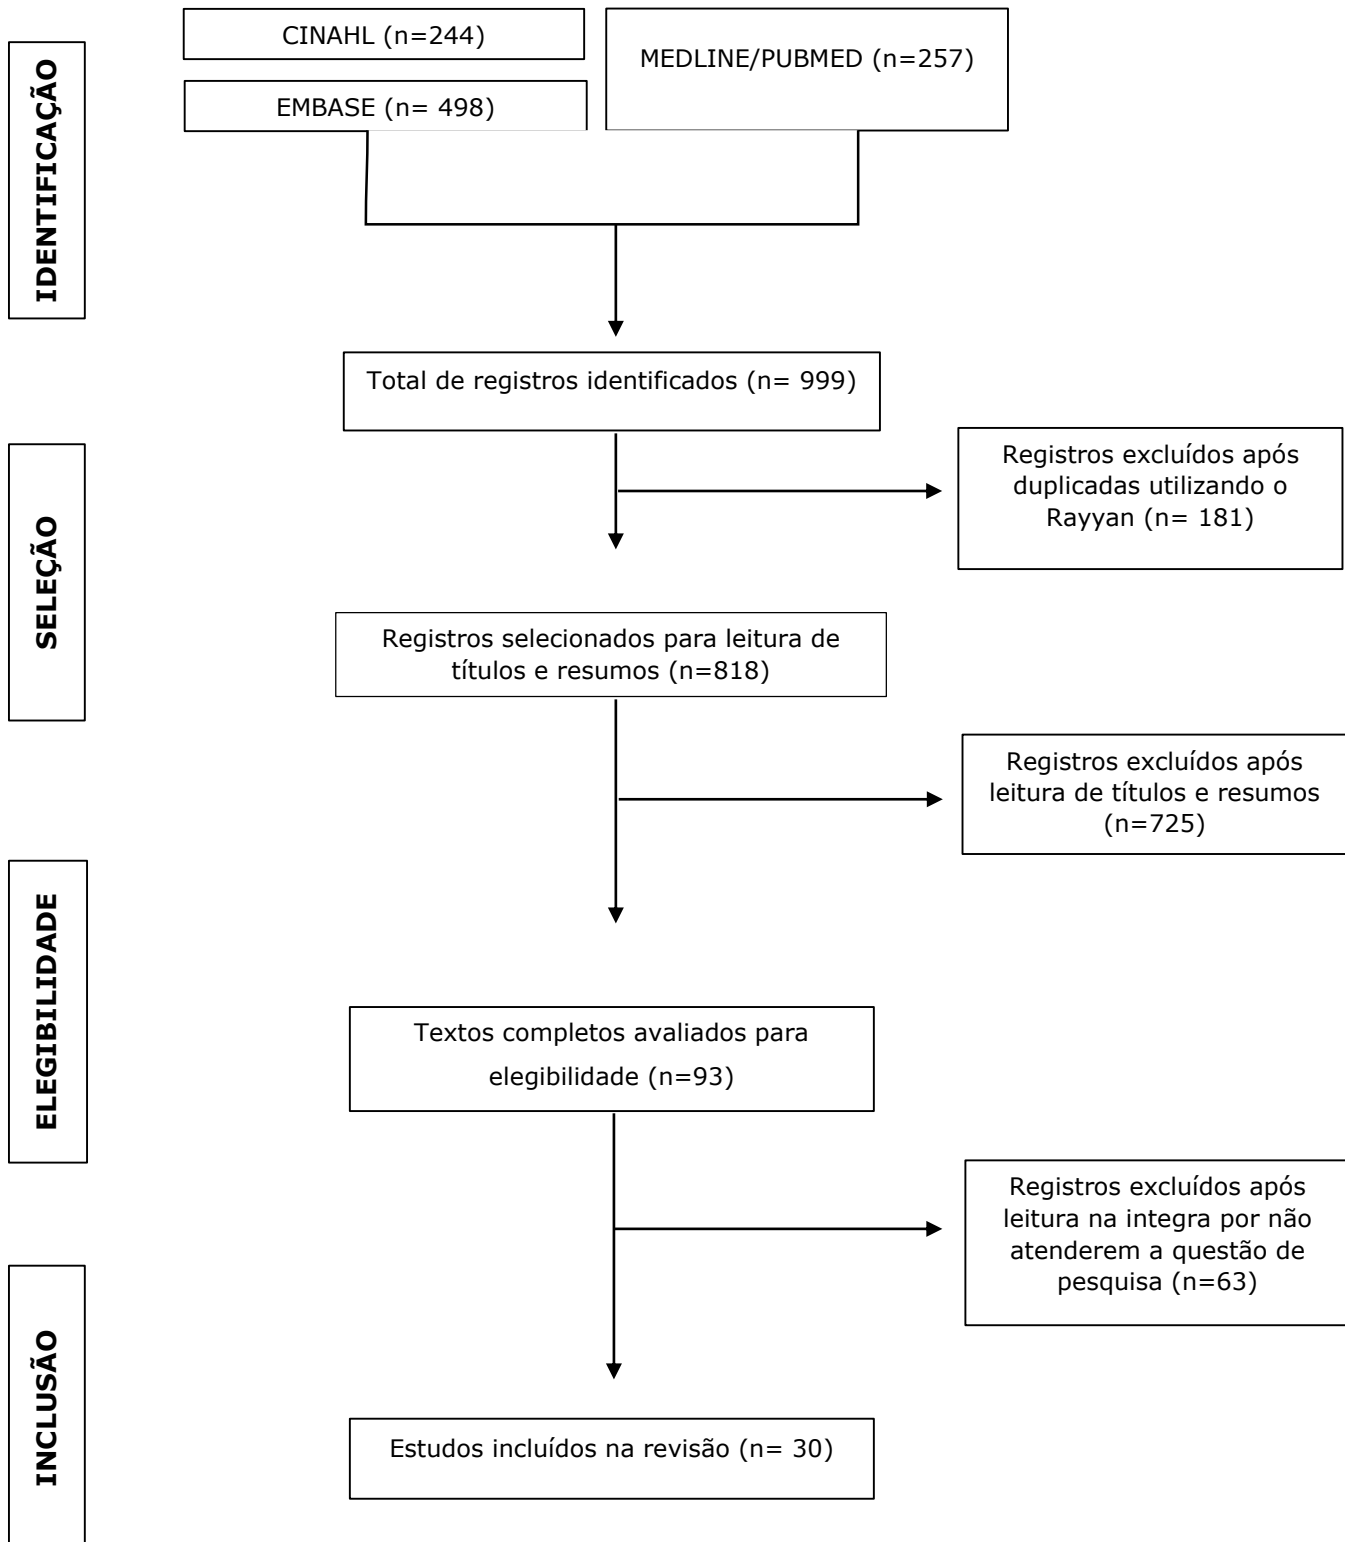 IDENTIFICAÇÃO
CINAHL (n=244)
MEDLINE/PUBMED (n=257)
EMBASE (n= 498)
Total de registros identificados (n= 999)
SELEÇÃO
Registros excluídos após
duplicadas utilizando o
Rayyan (n= 181)
Registros selecionados para leitura de
títulos e resumos (n=818)
Registros excluídos após
leitura de títulos e resumos
(n=725)
ELEGIBILIDADE
Textos completos avaliados para
elegibilidade (n=93)
Registros excluídos após
leitura na integra por não
atenderem a questão de
pesquisa (n=63)
INCLUSÃO
Estudos incluídos na revisão (n= 30)